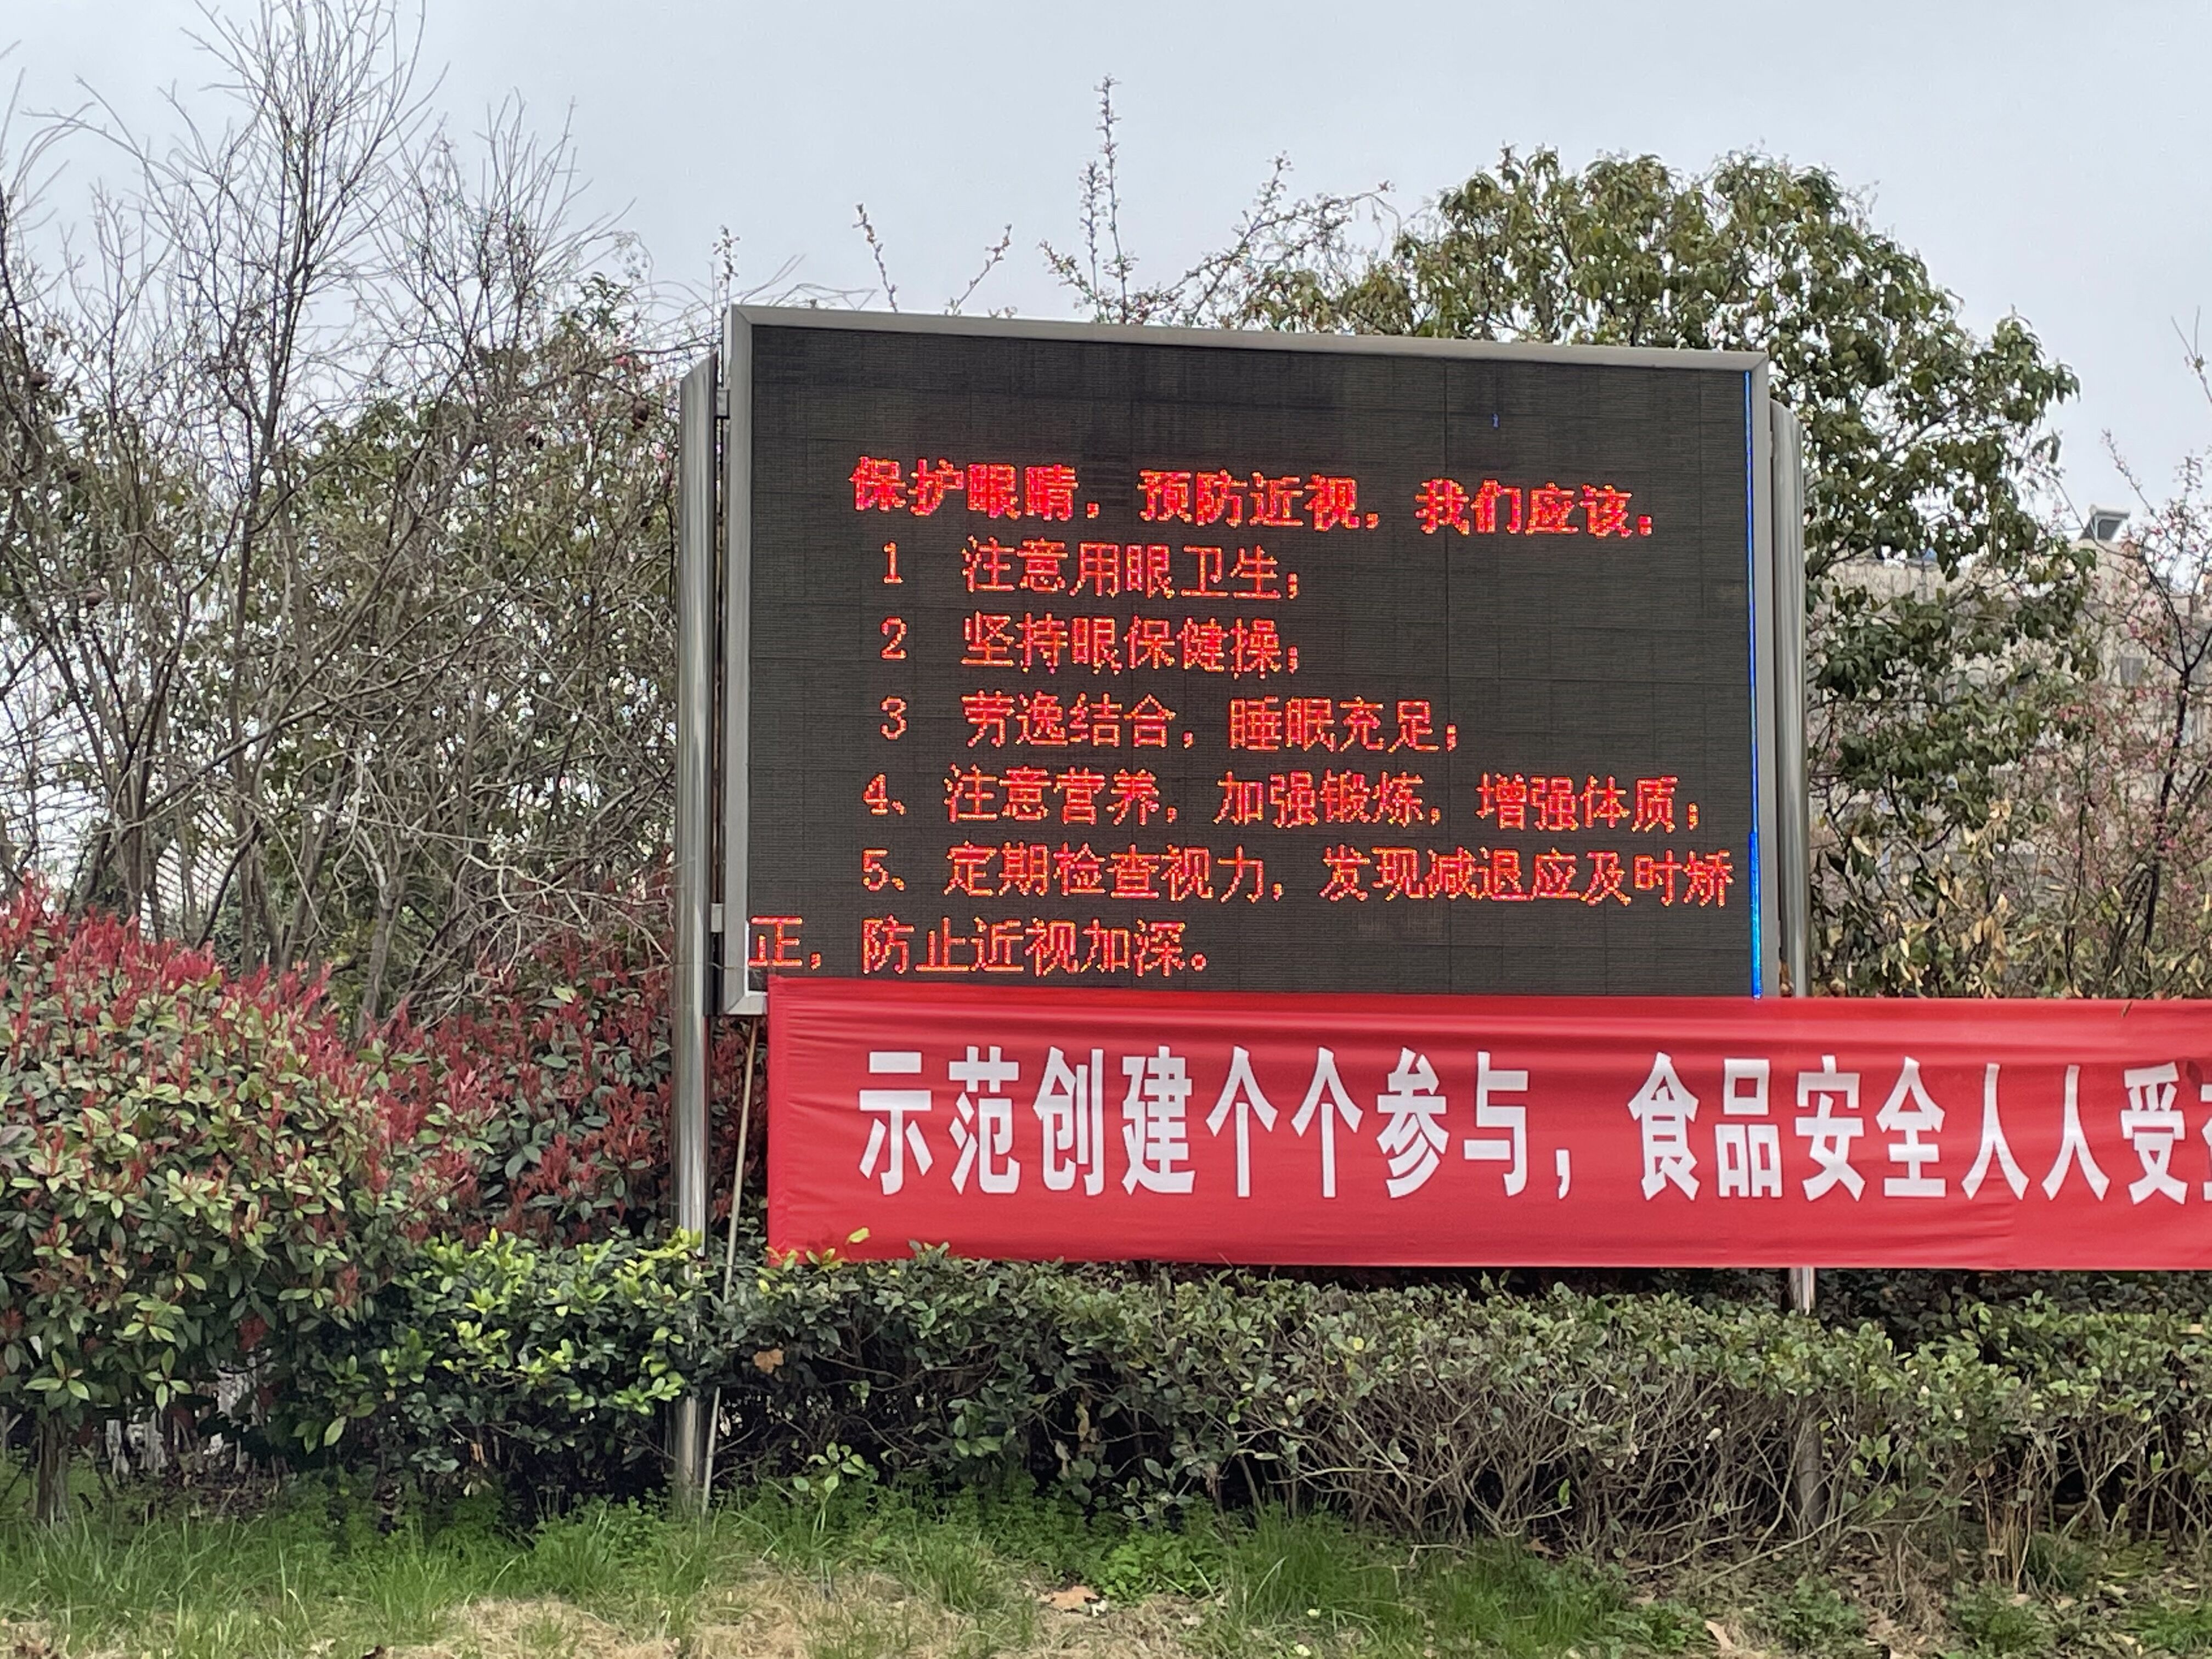 保护眼睛，预防近视，我们应该：
1 注意用眼卫生；
2 坚持眼保健操；
3 劳逸结合，睡眠充足；
4、注意营养，加强锻炼，增强体质；
5、定期检查视力，发现减退应及时矫
正，防止近视加深。
示范创建个个参与，食品安全人人受